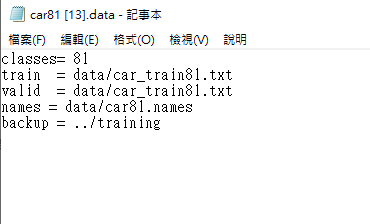 car81 [13].data - 記事本
檔案(F) 編輯(E) 格式(O) 檢視(V) 說明
classes= 81
train  = data/car_train81.txt
valid  = data/car_train81.txt
names = data/car81.names
backup = ../training